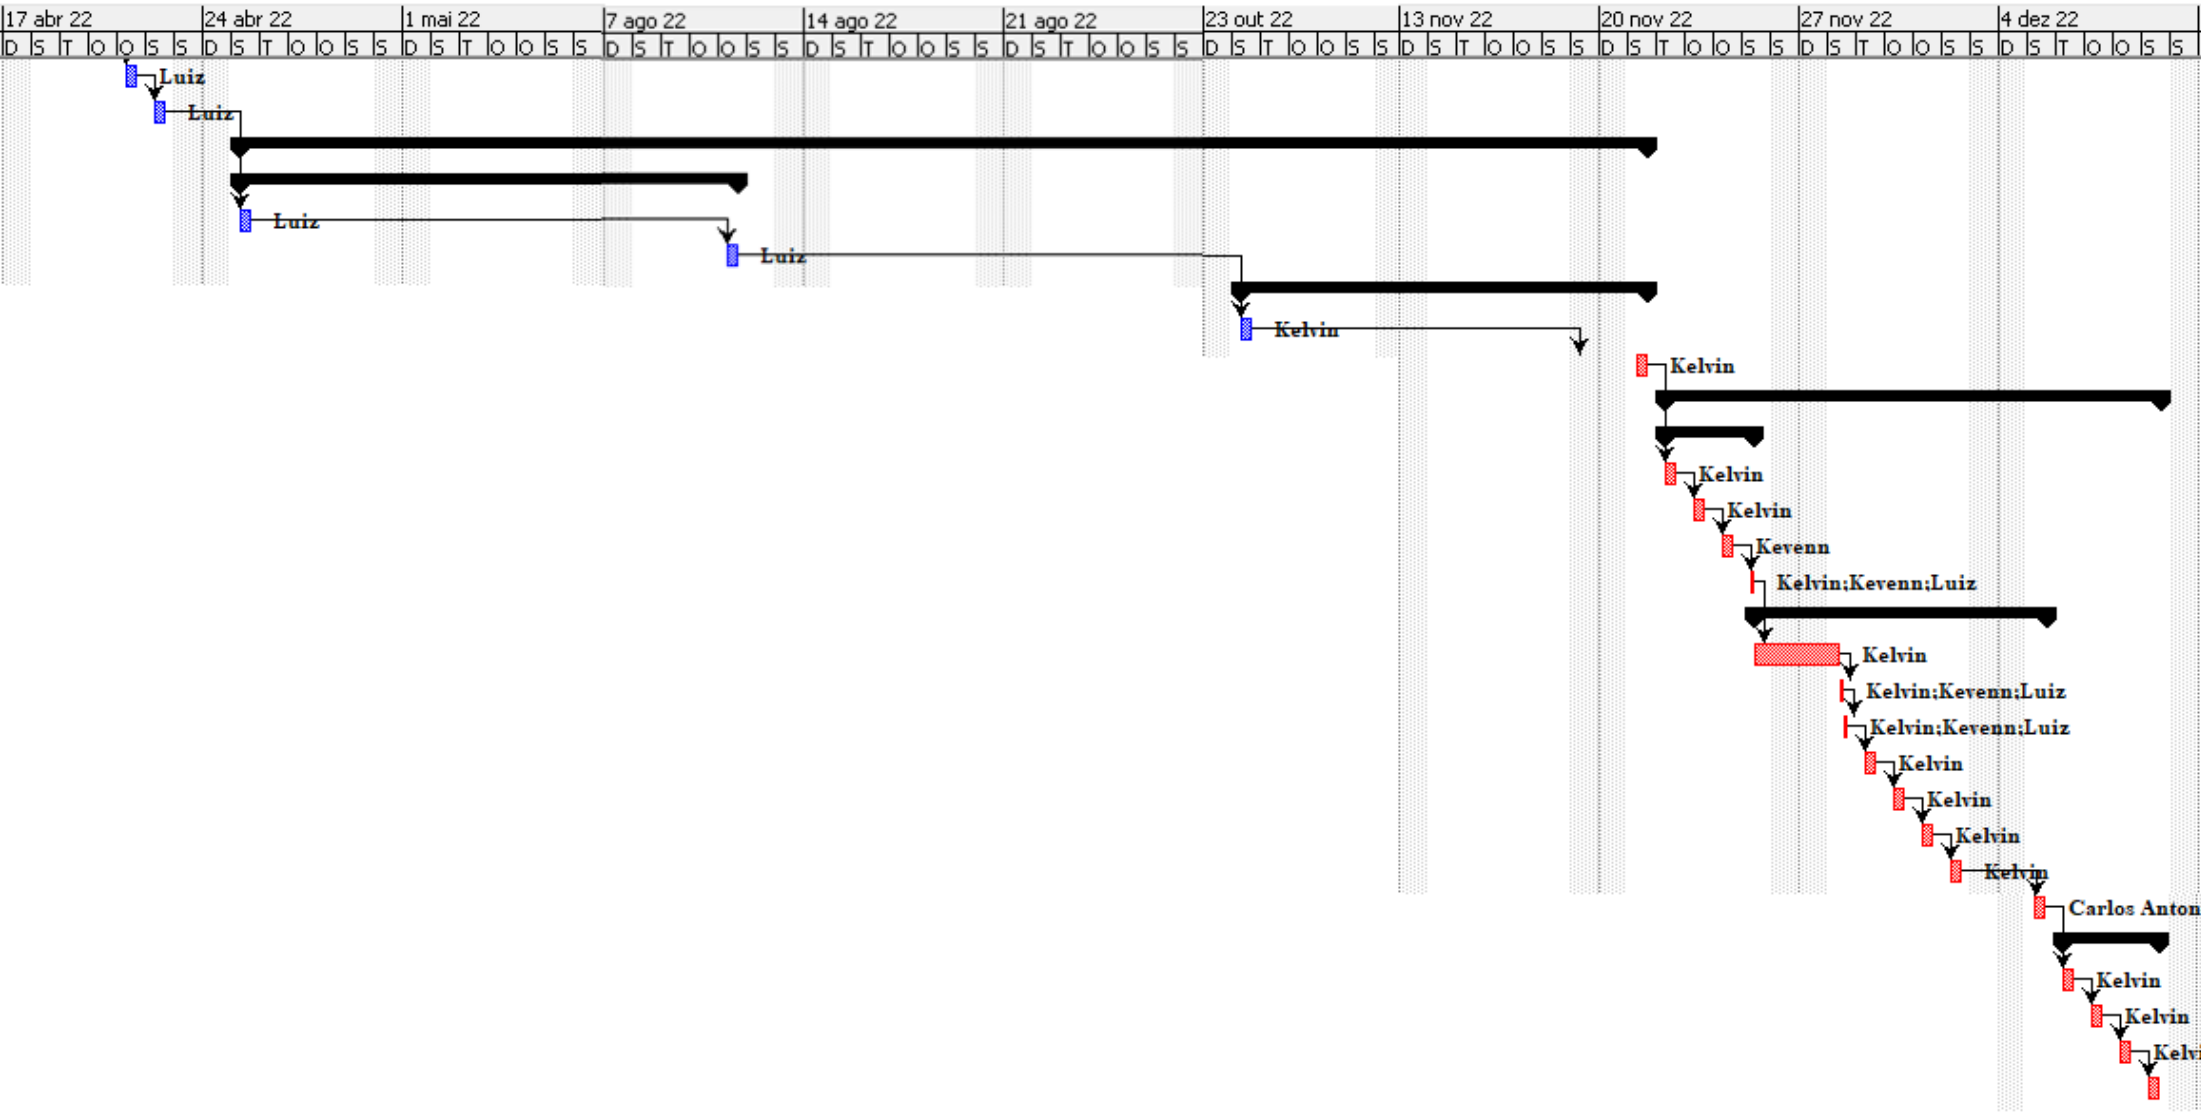 17 abr 22 24 abr 22 1 mai 22 7 ago 22 14 ago 22 21 ago 22 23 out 22 13 nov 22 20 nov 22 27 nov 22 4 dez 22
D S T Q Q S S D S T Q Q S S D S T Q Q S S D S T Q Q S S D S T Q Q S S D S T Q Q S S D S T Q Q S S D S T Q Q S S D S T Q Q S S D S T Q Q S S D S T Q Q S S
Luiz
Luiz
Luiz
Luiz
Kelvin
Kelvin
Kelvin
Kelvin
Kevenn
Kelvin;Kevenn;Luiz
Kelvin
Kelvin;Kevenn;Luiz
Kelvin;Kevenn;Luiz
Kelvin
Kelvin
Kelvin
Kelvin
Carlos Anton
Kelvin
Kelvin
Kelvi